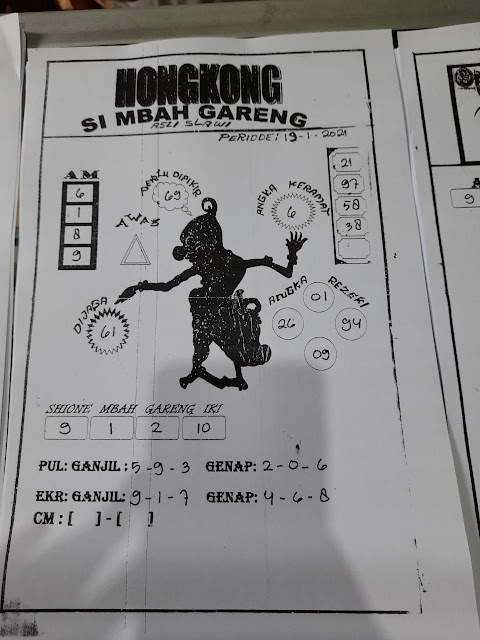 HONGKONG
SI MBAH GARENG
ASLI SLAWI
PERIODE: 19-1-2021
AM
6
1
8
9
PERLU DIPIKIR
69
AWAS
ANGKA KERAMAT
6
21
97
58
38
DIJAGA
61
ANGKA REZEKI
01
26
94
09
SHIONE MBAH GARENG IKI
9 1 2 10
PUL: GANJIL: 5-9-3 GENAP: 2-0-6
EKR: GANJIL: 9-1-7 GENAP: 4-6-8
CM : [ ] - [ ]
9